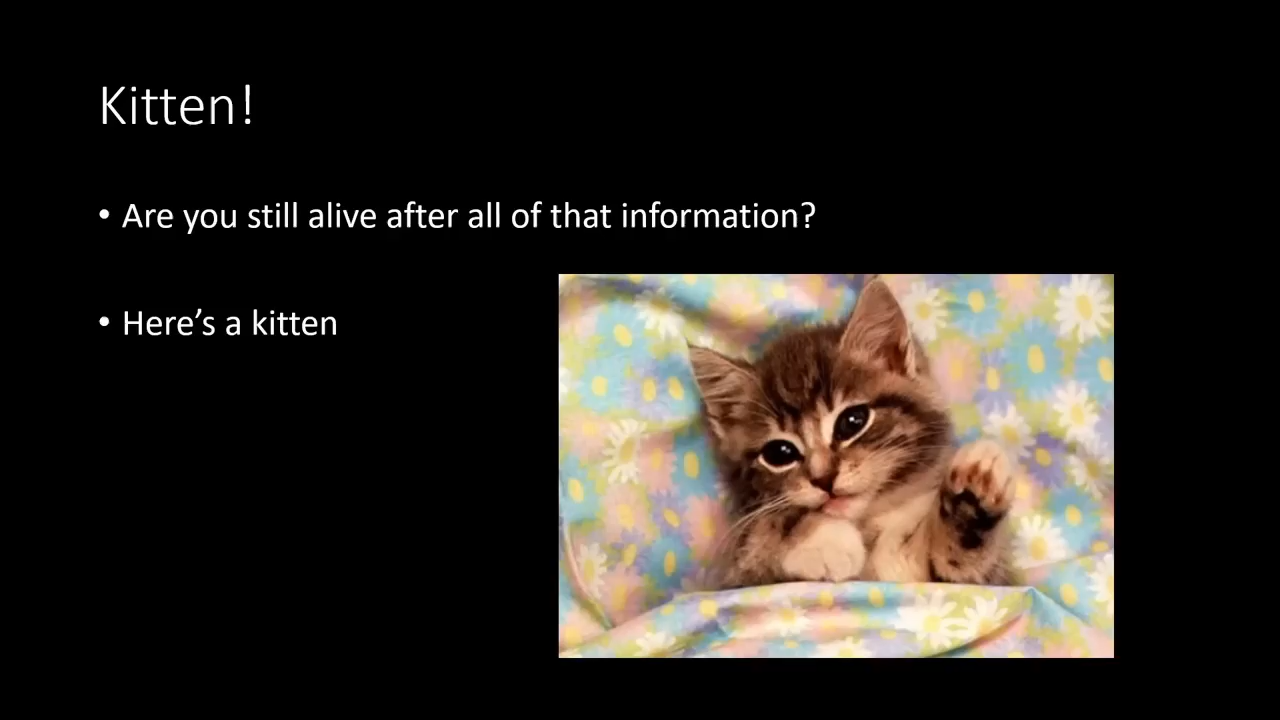 Kitten!
• Are you still alive after all of that information?
• Here’s a kitten